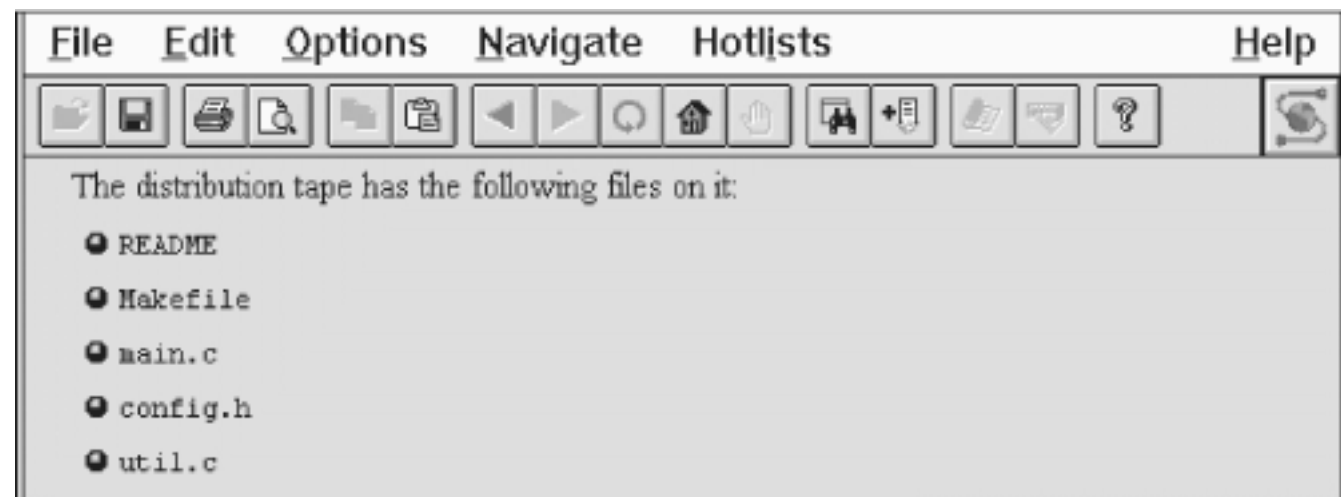 File Edit Options Navigate Hotlists Help
The distribution tape has the following files on it:
README
Makefile
main.c
config.h
util.c